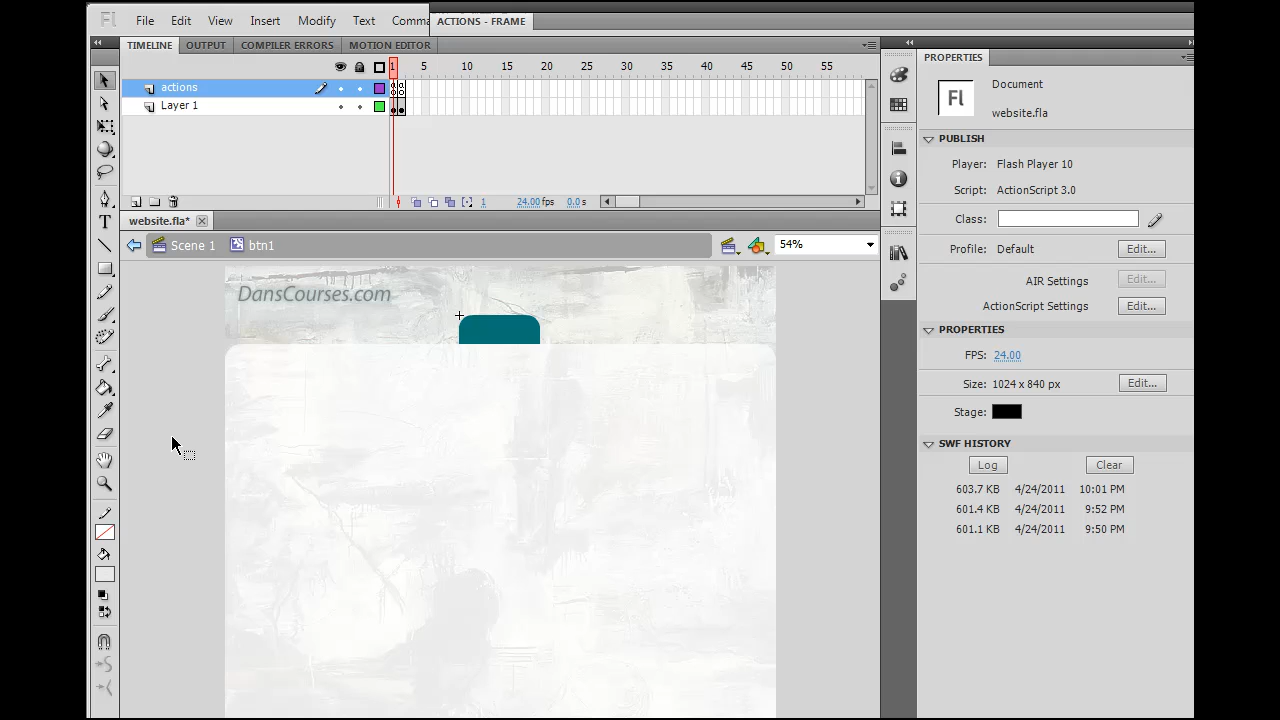 Fl File Edit View Insert Modify Text Comma
ACTIONS - FRAME
TIMELINE OUTPUT COMPILER ERRORS MOTION EDITOR
1 5 10 15 20 25 30 35 40 45 50 55
actions
Layer 1
1 24.00 fps 0.0 s
website.fla*
Scene 1 btn1
54%
DansCourses.com
T
PROPERTIES
Fl
Document
website.fla
PUBLISH
Player: Flash Player 10
Script: ActionScript 3.0
Class:
Profile: Default Edit...
AIR Settings Edit...
ActionScript Settings Edit...
PROPERTIES
FPS: 24.00
Size: 1024 x 840 px Edit...
Stage:
SWF HISTORY
Log Clear
603.7 KB 4/24/2011 10:01 PM
601.4 KB 4/24/2011 9:52 PM
601.1 KB 4/24/2011 9:50 PM